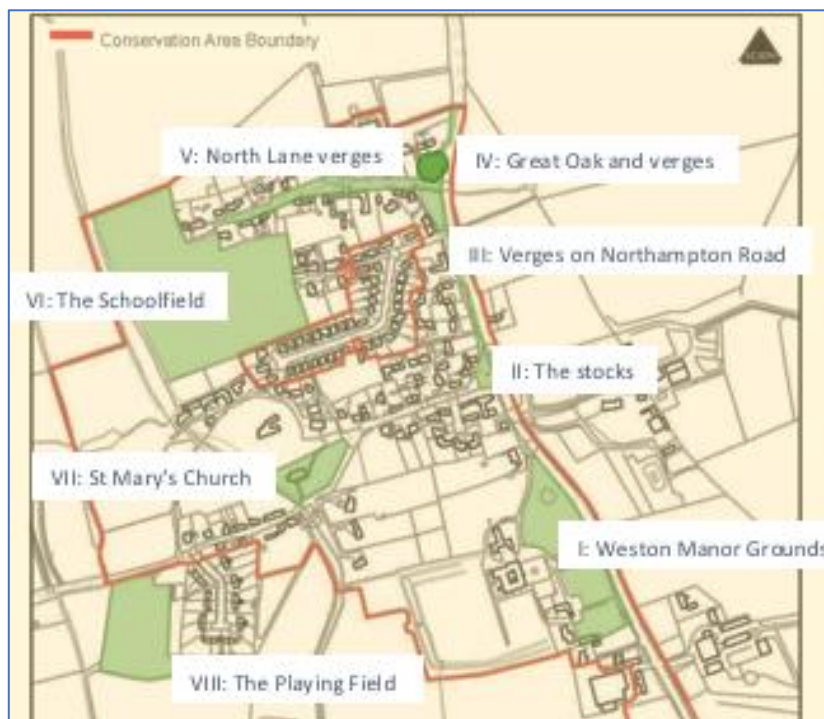 Conservation Area Boundary
V: North Lane verges
IV: Great Oak and verges
III: Verges on Northampton Road
VI: The Schoolfield
II: The stocks
VII: St Mary's Church
I: Weston Manor Grounds
VIII: The Playing Field